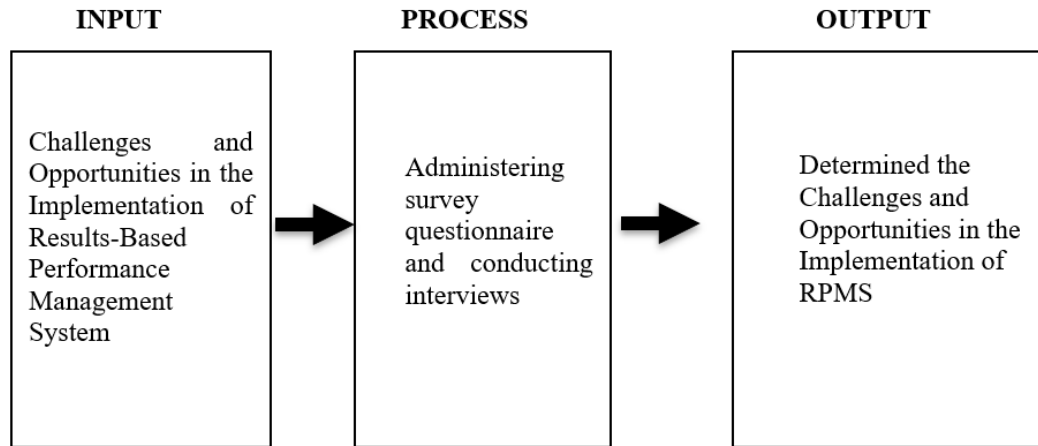 INPUT
Challenges and
Opportunities in the
Implementation of
Results-Based
Performance
Management
System
PROCESS
Administering
survey
questionnaire
and conducting
interviews
OUTPUT
Determined the
Challenges and
Opportunities in the
Implementation of
RPMS